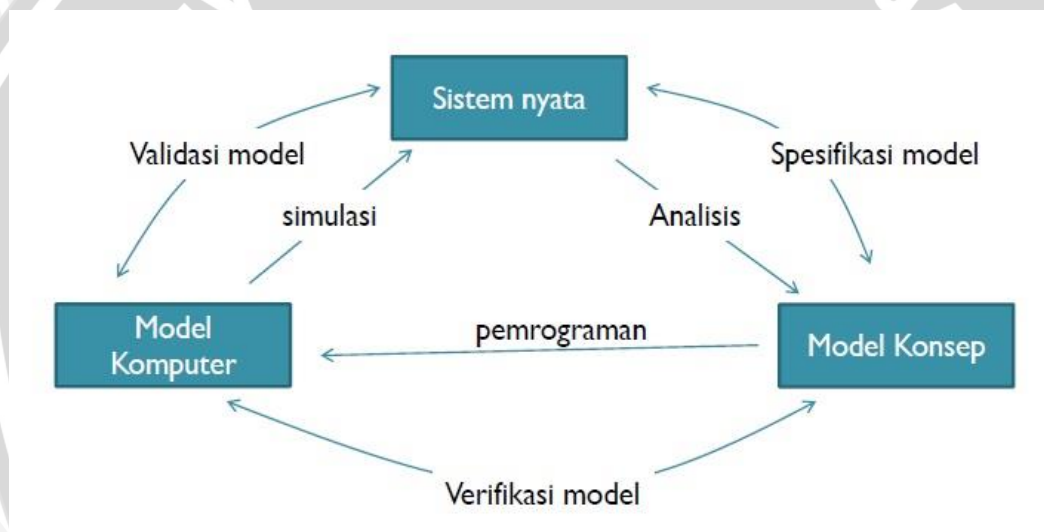 Sistem nyata
Validasi model
Spesifikasi model
simulasi
Analisis
Model
Komputer
pemrograman
Model Konsep
Verifikasi model